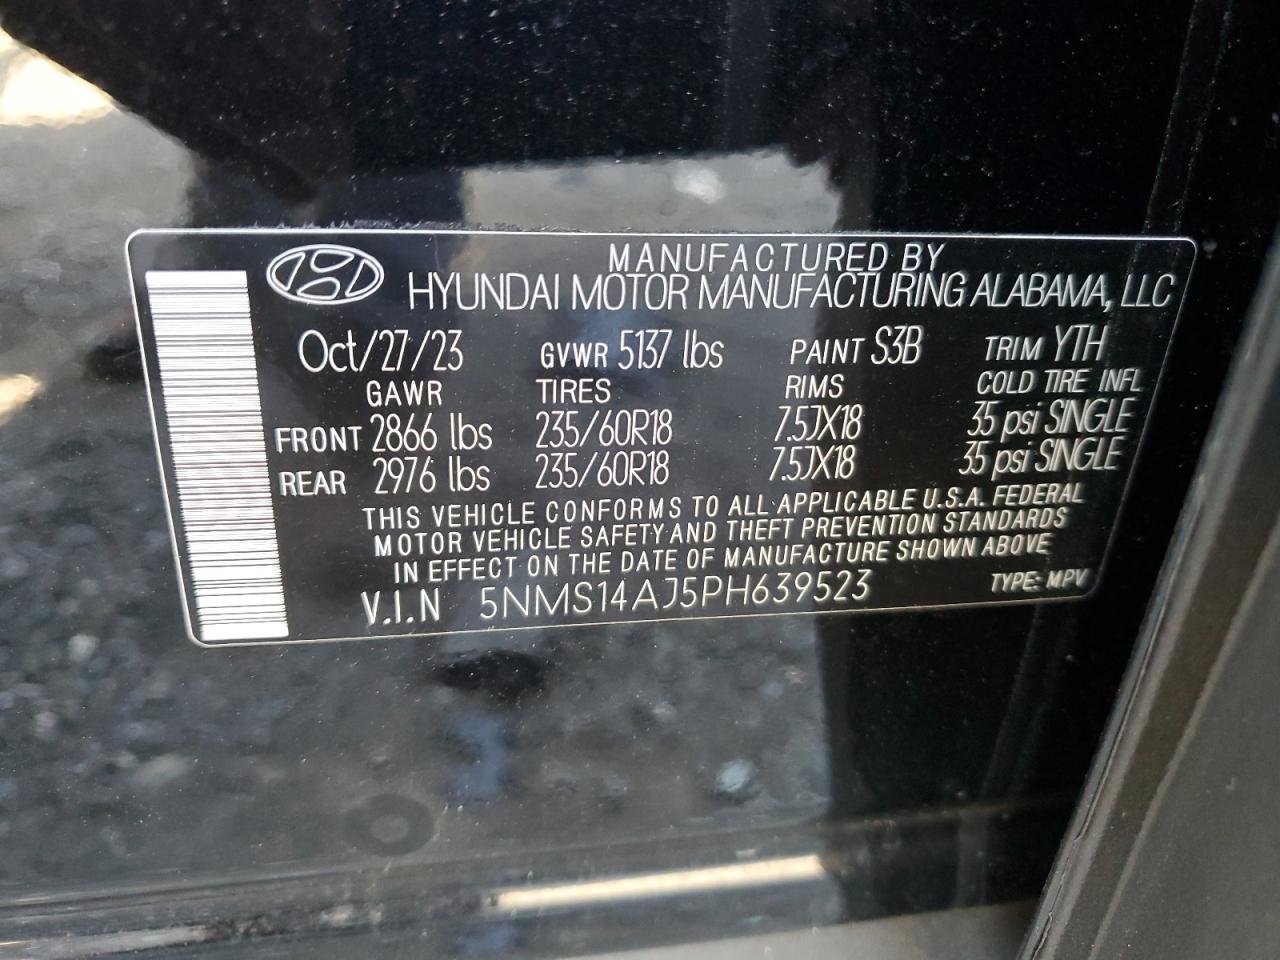 MANUFACTURED BY
HYUNDAI MOTOR MANUFACTURING ALABAMA, LLC
Oct/27/23 GVWR 5137 lbs PAINT S3B TRIM YTH
GAWR TIRES RIMS COLD TIRE INFL
FRONT 2866 lbs 235/60R18 7.5JX18 35 psi SINGLE
REAR 2976 lbs 235/60R18 7.5JX18 35 psi SINGLE
THIS VEHICLE CONFORMS TO ALL APPLICABLE U.S.A. FEDERAL
MOTOR VEHICLE SAFETY AND THEFT PREVENTION STANDARDS
IN EFFECT ON THE DATE OF MANUFACTURE SHOWN ABOVE
V.I.N 5NMS14AJ5PH639523 TYPE: MPV